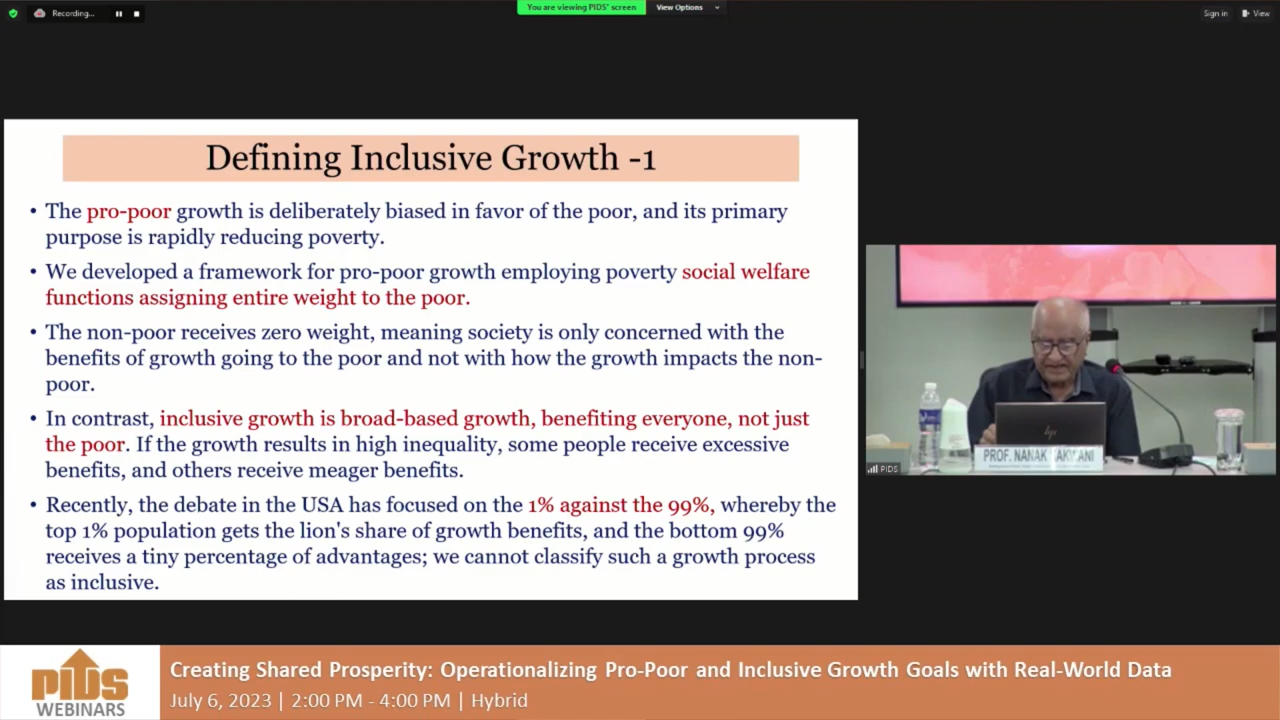 Recording...
You are viewing PIDS' screen
View Options
Sign in
View
Defining Inclusive Growth -1
• The pro-poor growth is deliberately biased in favor of the poor, and its primary
purpose is rapidly reducing poverty.
• We developed a framework for pro-poor growth employing poverty social welfare
functions assigning entire weight to the poor.
• The non-poor receives zero weight, meaning society is only concerned with the
benefits of growth going to the poor and not with how the growth impacts the non-
poor.
• In contrast, inclusive growth is broad-based growth, benefiting everyone, not just
the poor. If the growth results in high inequality, some people receive excessive
benefits, and others receive meager benefits.
• Recently, the debate in the USA has focused on the 1% against the 99%, whereby the
top 1% population gets the lion's share of growth benefits, and the bottom 99%
receives a tiny percentage of advantages; we cannot classify such a growth process
as inclusive.
hp
PROF. NANAK KAKWANI
PIDS
PIDS
WEBINARS
Creating Shared Prosperity: Operationalizing Pro-Poor and Inclusive Growth Goals with Real-World Data
July 6, 2023 | 2:00 PM - 4:00 PM | Hybrid